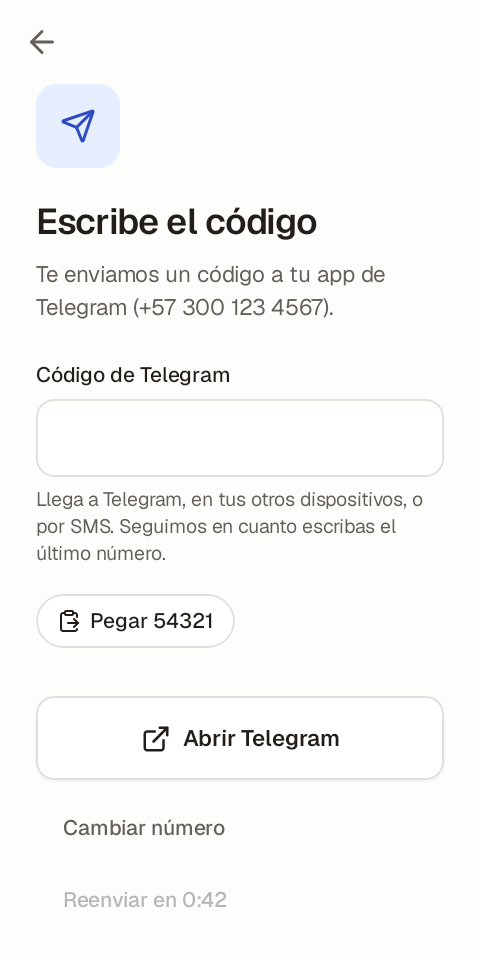 Escribe el código
Te enviamos un código a tu app de
Telegram (+57 300 123 4567).
Código de Telegram
Llega a Telegram, en tus otros dispositivos, o
por SMS. Seguimos en cuanto escribas el
último número.
Pegar 54321
Abrir Telegram
Cambiar número
Reenviar en 0:42